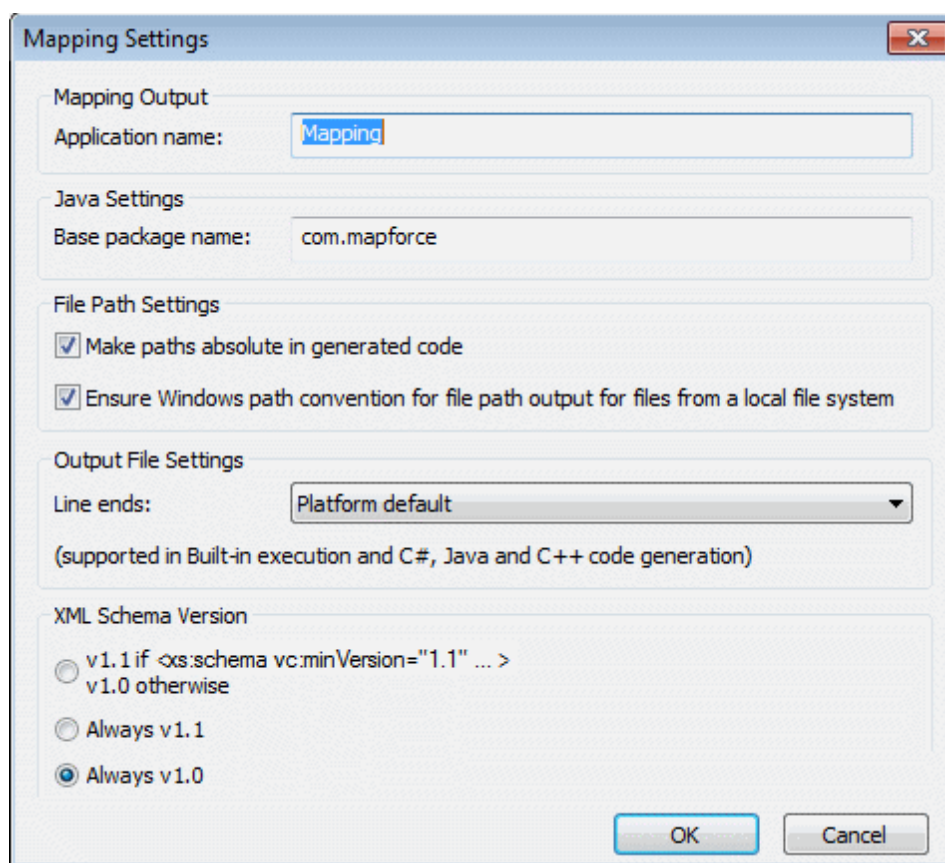 Mapping Settings
Mapping Output
Application name:
Mapping
Java Settings
Base package name:
com.mapforce
File Path Settings
Make paths absolute in generated code
Ensure Windows path convention for file path output for files from a local file system
Output File Settings
Line ends:
Platform default
(supported in Built-in execution and C#, Java and C++ code generation)
XML Schema Version
v1.1 if <xs:schema vc:minVersion="1.1" ... >
v1.0 otherwise
Always v1.1
Always v1.0
OK
Cancel